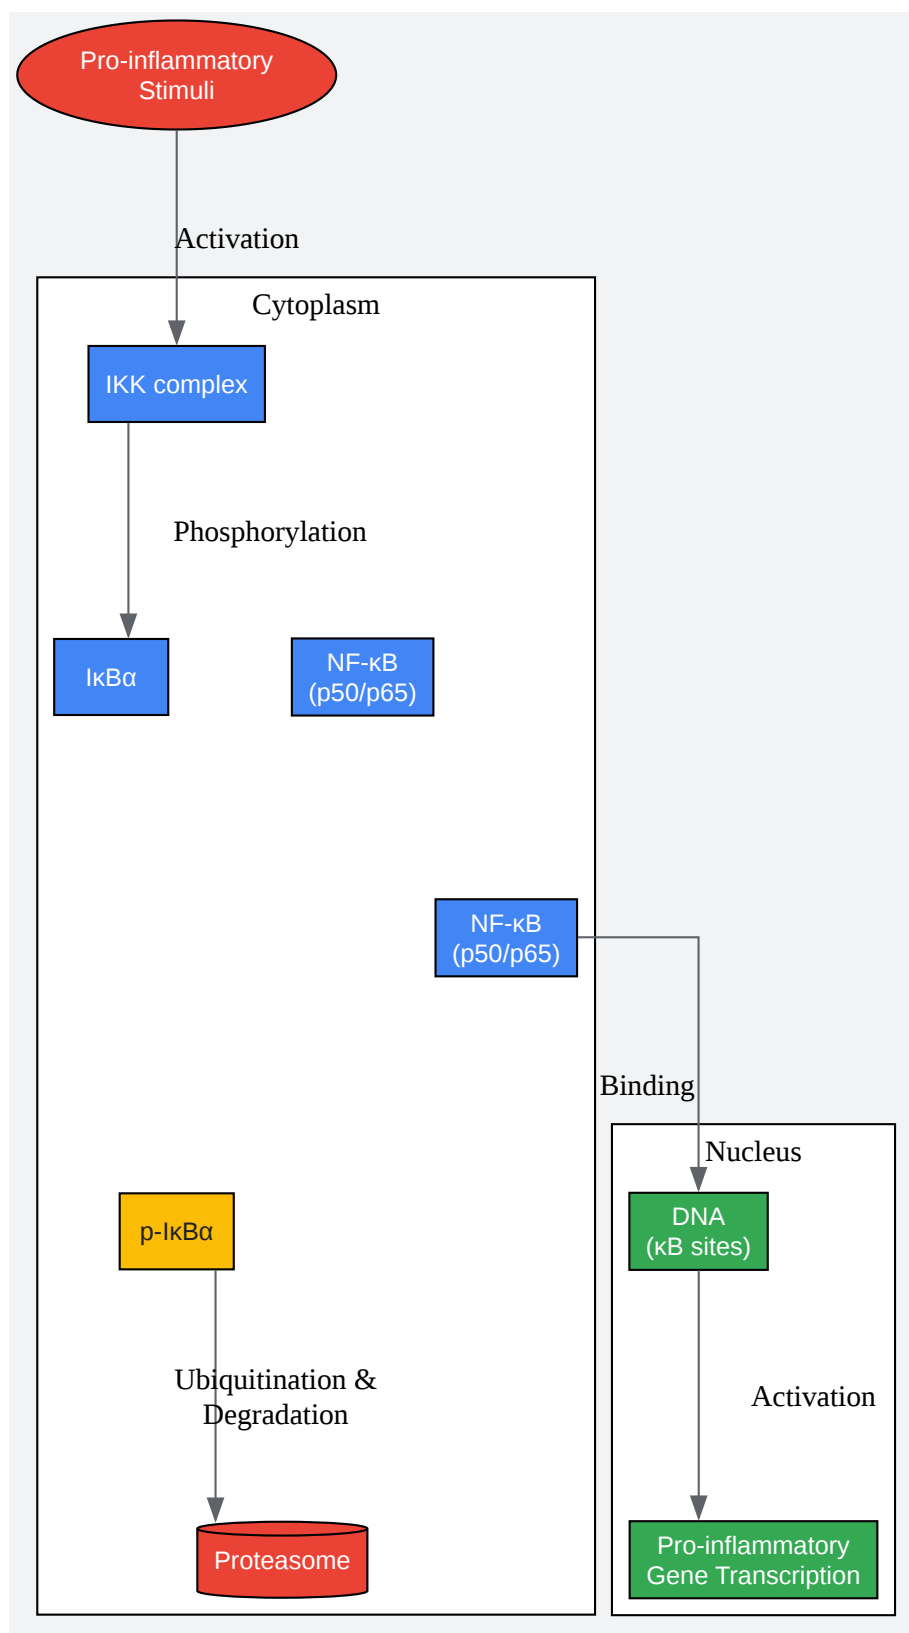 Pro-inflammatory
Stimuli
Activation
Cytoplasm
IKK complex
Phosphorylation
IκBα
NF-κB
(p50/p65)
NF-κB
(p50/p65)
Binding
Nucleus
p-IκBα
DNA
(κB sites)
Ubiquitination &
Degradation
Activation
Proteasome
Pro-inflammatory
Gene Transcription